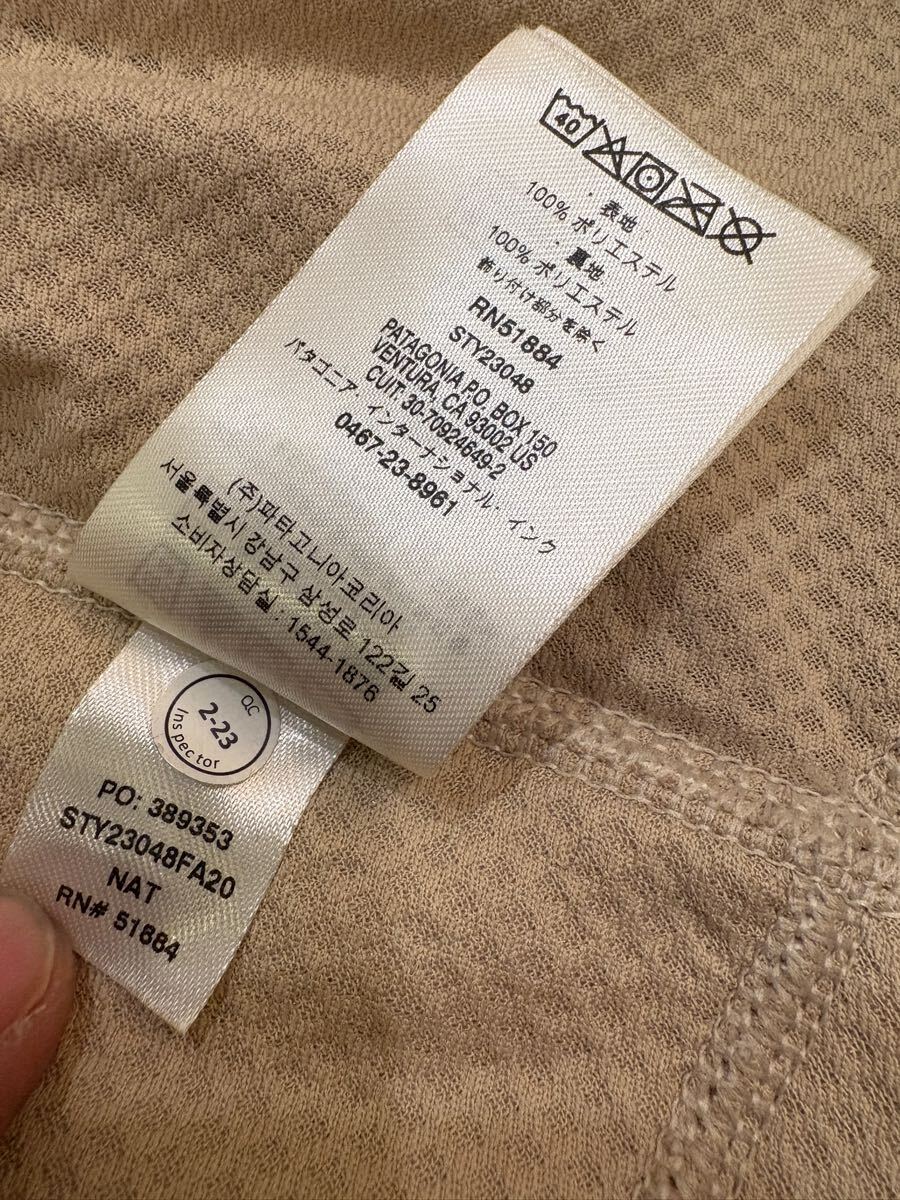 40
・表地・
100% ポリエステル
・裏地・
100% ポリエステル
飾り付け部分を除く
RN51884
STY23048
PATAGONIA P.O. BOX 150
VENTURA, CA 93002 US
CUIT. 30-70924649-2
パタゴニア・インターナショナル・インク
0467-23-8961
(주)파타고니아코리아
서울특별시 강남구 삼성로 122길 25
소비자상담실 : 1544-1876
QC
2-23
Inspector
PO: 389353
STY23048FA20
NAT
RN# 51884